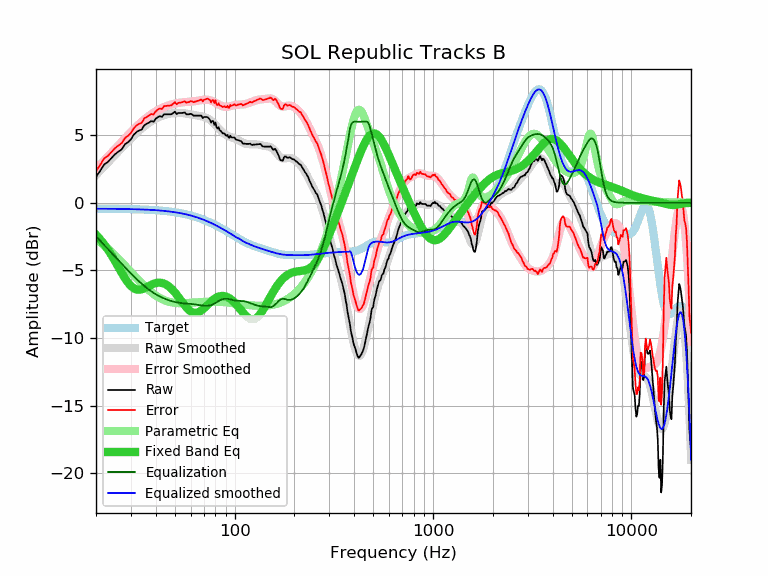 SOL Republic Tracks B
Amplitude (dBr)
5
0
−5
−10
−15
−20
Target
Raw Smoothed
Error Smoothed
Raw
Error
Parametric Eq
Fixed Band Eq
Equalization
Equalized smoothed
100
1000
10000
Frequency (Hz)